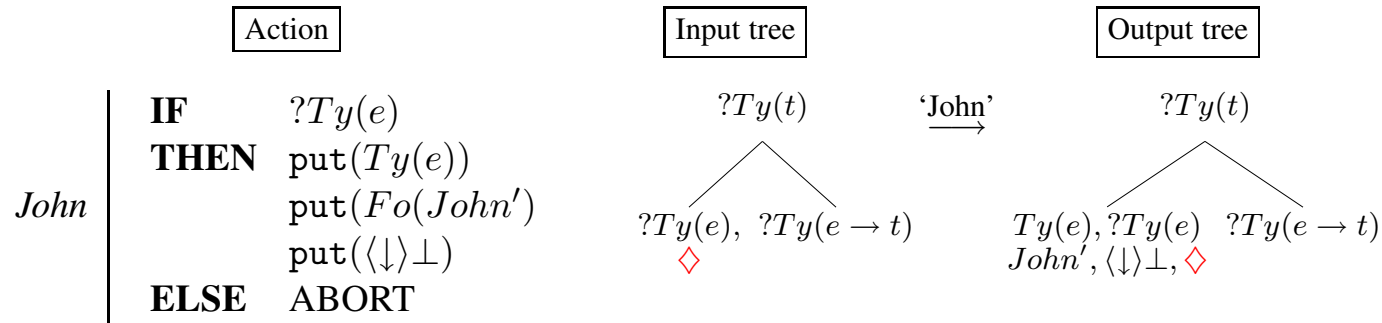 Action Input tree Output tree
IF ?Ty(e) ?Ty(t) ‘John’ ?Ty(t)
THEN put(Ty(e)) ⟶
John put(Fo(John′) ?Ty(e), ?Ty(e → t) Ty(e), ?Ty(e) ?Ty(e → t)
put(⟨↓⟩⊥) ♢ John′, ⟨↓⟩⊥, ♢
ELSE ABORT